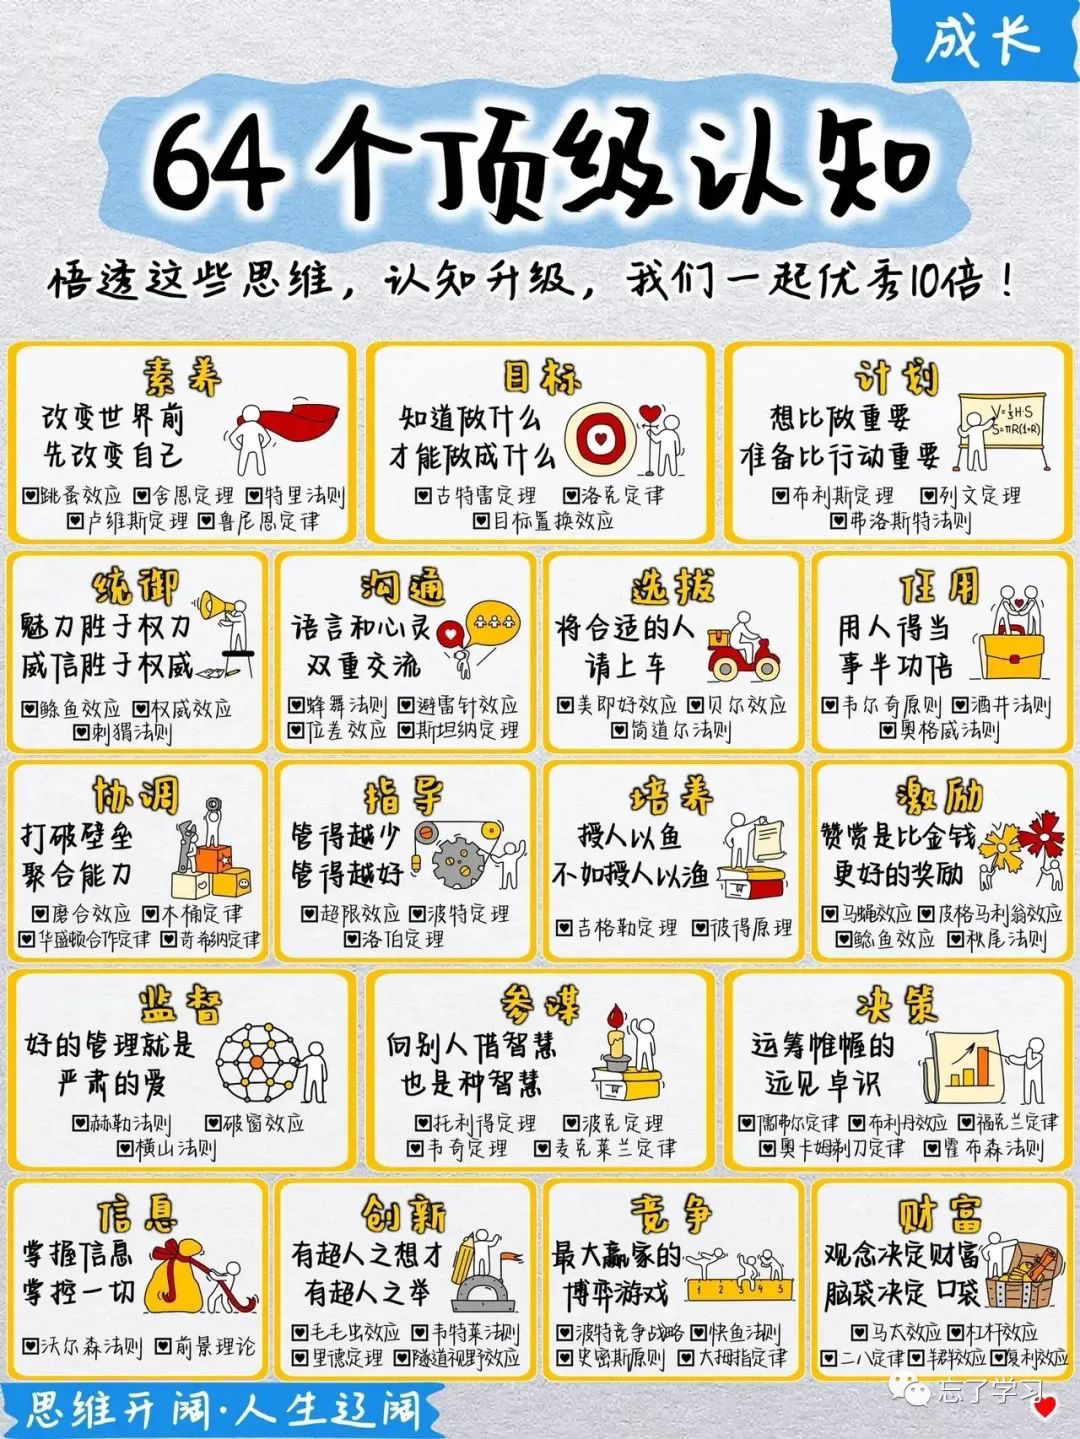 成长
64个顶级认知
悟透这些思维，认知升级，我们一起优秀10倍！
素养
改变世界前
先改变自己
跳蚤效应 舍恩定理 特里法则
卢维斯定理 鲁尼恩定律
目标
知道做什么
才能做成什么
古特雷定理 洛克定律
目标置换效应
计划
想比做重要
准备比行动重要
V=⅓H·S
S=πR(1+R)
布利斯定理 列文定理
弗洛斯特法则
统御
魅力胜于权力
威信胜于权威
鲶鱼效应 权威效应
刺猬法则
沟通
语言和心灵
双重交流
蜂舞法则 避雷针效应
位差效应 斯坦纳定理
选拔
将合适的人
请上车
美即好效应 贝尔效应
简道尔法则
任用
用人得当
事半功倍
韦尔奇原则 酒井法则
奥格威法则
协调
打破壁垒
聚合能力
磨合效应 木桶定律
华盛顿合作定律 苛希纳定律
指导
管得越少
管得越好
超限效应 波特定理
洛伯定理
培养
授人以鱼
不如授人以渔
吉格勒定理 彼得原理
激励
赞赏是比金钱
更好的奖励
马蝇效应 皮格马利翁效应
鲶鱼效应 秋尾法则
监督
好的管理就是
严肃的爱
赫勒法则 破窗效应
横山法则
参谋
向别人借智慧
也是种智慧
托利得定理 波克定理
韦奇定理 麦克莱兰定律
决策
运筹帷幄的
远见卓识
儒弗尔定律 布利丹效应 福克兰定律
奥卡姆剃刀定律 霍布森法则
信息
掌握信息
掌控一切
沃尔森法则 前景理论
创新
有超人之想才
有超人之举
毛毛虫效应 韦特莱法则
里德定理 隧道视野效应
竞争
最大赢家的
博弈游戏
1 2 3 4 5
波特竞争战略 快鱼法则
史密斯原则 大拇指定律
财富
观念决定财富
脑袋决定口袋
马太效应 杠杆效应
二八定律 羊群效应 复利效应
忘了学习
思维开阔·人生辽阔